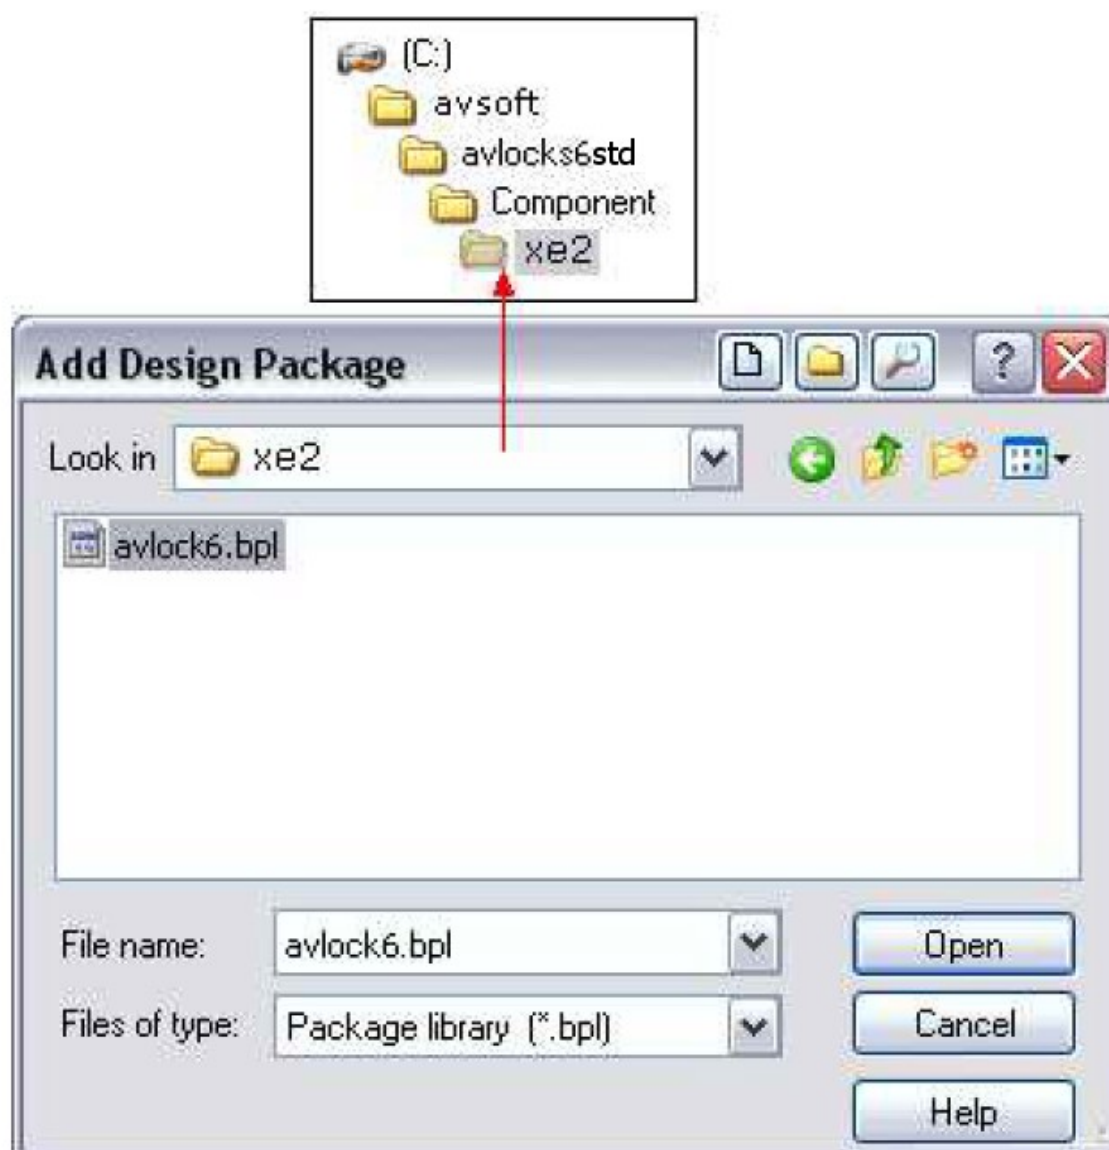 (C:)
avsoft
avlocks6std
Component
xe2
Add Design Package
?
Look in xe2
avlock6.bpl
File name: avlock6.bpl Open
Files of type: Package library (*.bpl) Cancel
Help